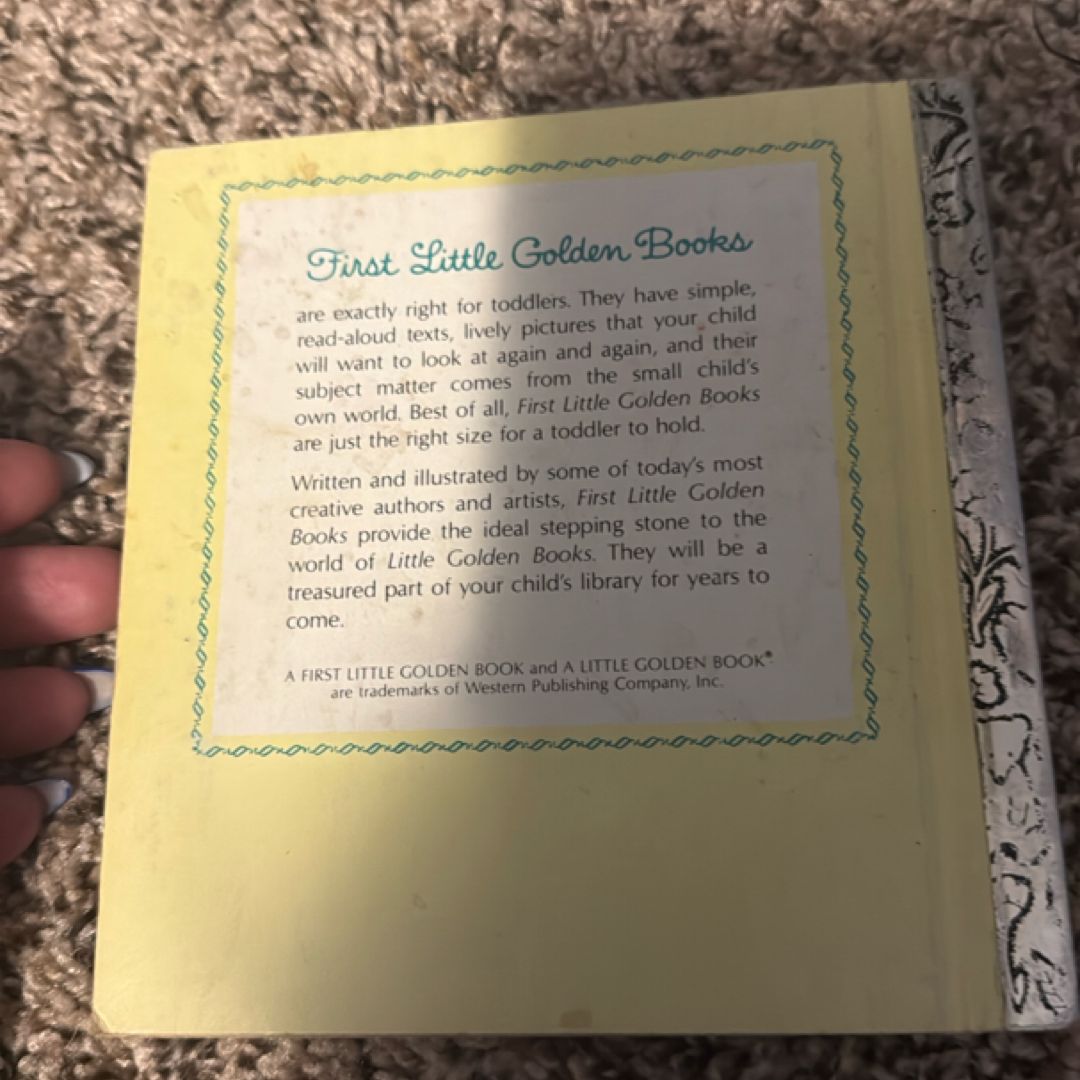 First Little Golden Books
are exactly right for toddlers. They have simple,
read-aloud texts, lively pictures that your child
will want to look at again and again, and their
subject matter comes from the small child's
own world. Best of all, First Little Golden Books
are just the right size for a toddler to hold.
Written and illustrated by some of today's most
creative authors and artists, First Little Golden
Books provide the ideal stepping stone to the
world of Little Golden Books. They will be a
treasured part of your child's library for years to
come.
A FIRST LITTLE GOLDEN BOOK and A LITTLE GOLDEN BOOK®
are trademarks of Western Publishing Company, Inc.